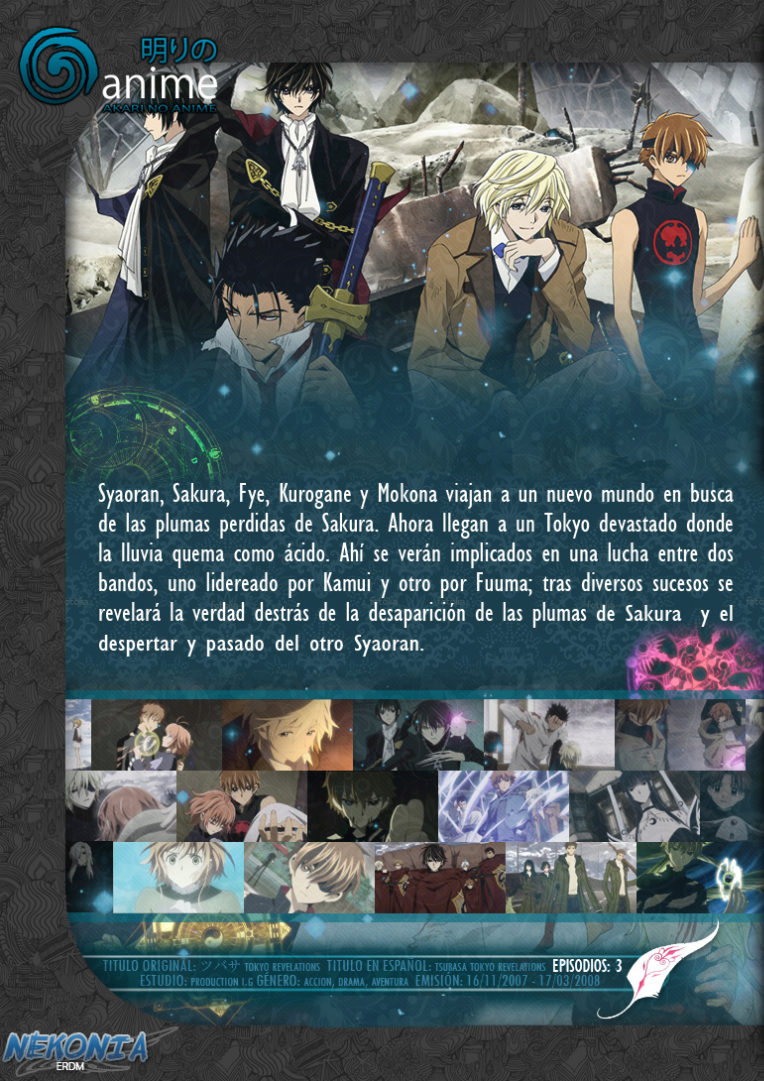 明りの
anime
AKARI NO ANIME
Syaoran, Sakura, Fye, Kurogane y Mokona viajan a un nuevo mundo en busca
de las plumas perdidas de Sakura. Ahora llegan a un Tokyo devastado donde
la lluvia quema como ácido. Ahí se verán implicados en una lucha entre dos
bandos, uno lidereado por Kamui y otro por Fuuma; tras diversos sucesos se
revelará la verdad destrás de la desaparición de las plumas de Sakura y el
despertar y pasado del otro Syaoran.
TITULO ORIGINAL: ツバサ TOKYO REVELATIONS TITULO EN ESPAÑOL: TSUBASA TOKYO REVELATIONS EPISODIOS: 3
ESTUDIO: PRODUCTION I.G GÉNERO: ACCION, DRAMA, AVENTURA EMISIÓN: 16/11/2007 - 17/03/2008
NEKONIA
ERDM